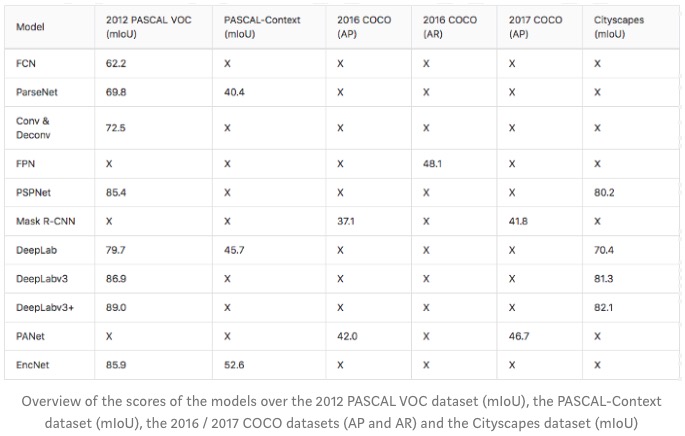 Model 2012 PASCAL VOC (mIoU) PASCAL-Context (mIoU) 2016 COCO (AP) 2016 COCO (AR) 2017 COCO (AP) Cityscapes (mIoU)
FCN 62.2 X X X X X
ParseNet 69.8 40.4 X X X X
Conv & Deconv 72.5 X X X X X
FPN X X X 48.1 X X
PSPNet 85.4 X X X X 80.2
Mask R-CNN X X 37.1 X 41.8 X
DeepLab 79.7 45.7 X X X 70.4
DeepLabv3 86.9 X X X X 81.3
DeepLabv3+ 89.0 X X X X 82.1
PANet X X 42.0 X 46.7 X
EncNet 85.9 52.6 X X X X
Overview of the scores of the models over the 2012 PASCAL VOC dataset (mIoU), the PASCAL-Context
dataset (mIoU), the 2016 / 2017 COCO datasets (AP and AR) and the Cityscapes dataset (mIoU)